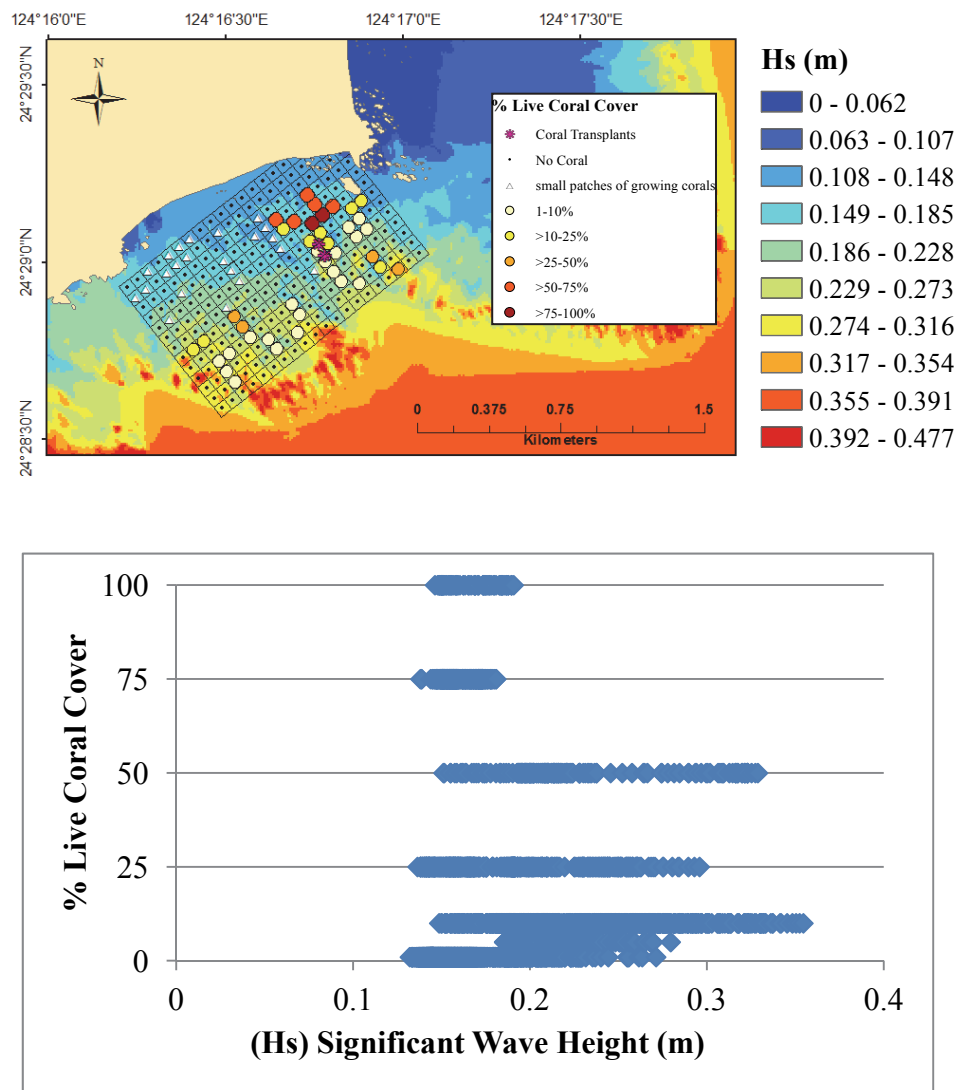 124°16'0"E 124°16'30"E 124°17'0"E 124°17'30"E
24°29'30"N
24°29'0"N
24°28'30"N
N
% Live Coral Cover
Coral Transplants
No Coral
small patches of growing corals
1-10%
>10-25%
>25-50%
>50-75%
>75-100%
0 0.375 0.75 1.5
Kilometers
Hs (m)
0 - 0.062
0.063 - 0.107
0.108 - 0.148
0.149 - 0.185
0.186 - 0.228
0.229 - 0.273
0.274 - 0.316
0.317 - 0.354
0.355 - 0.391
0.392 - 0.477
% Live Coral Cover
100
75
50
25
0
0 0.1 0.2 0.3 0.4
(Hs) Significant Wave Height (m)